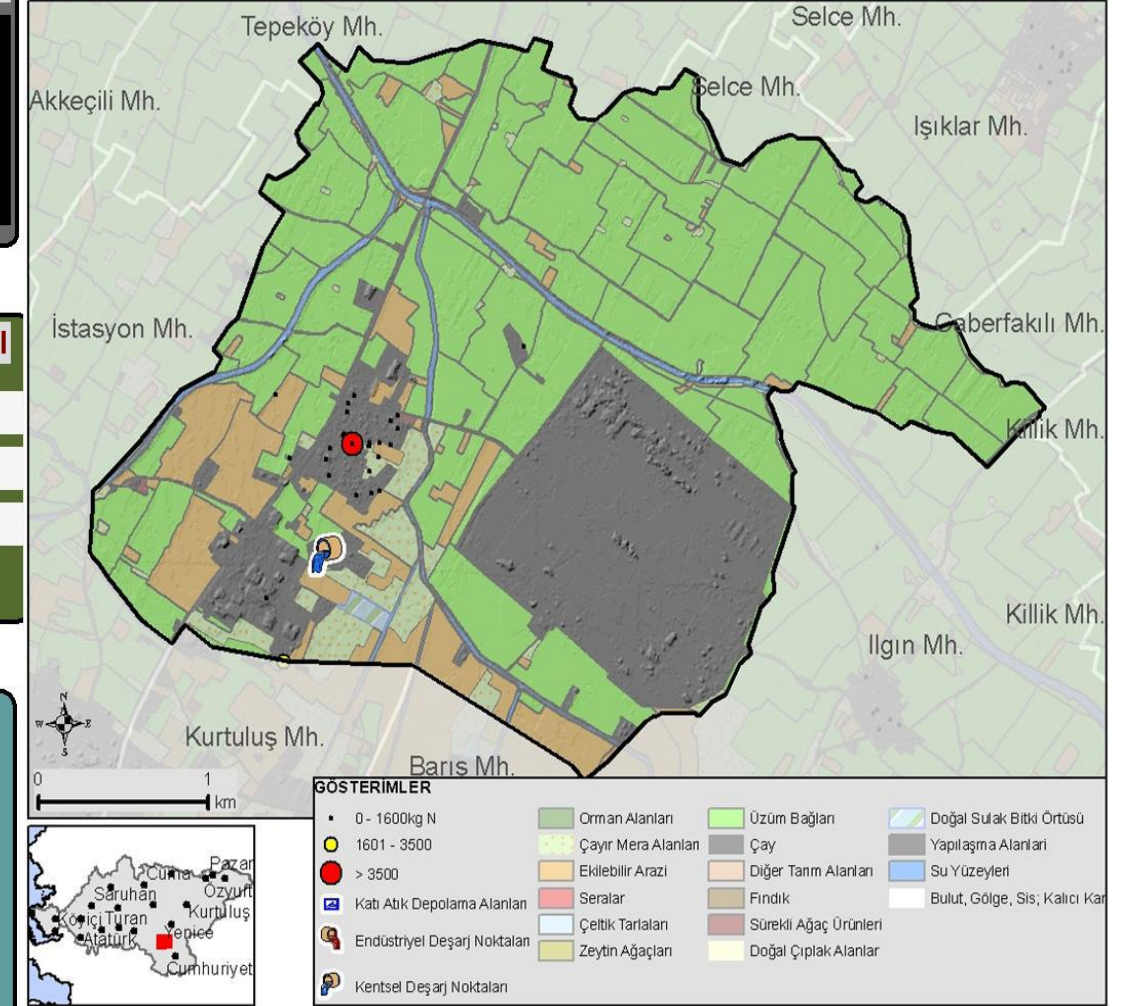 Tepeköy Mh.
Selce Mh.
Selce Mh.
Akkeçili Mh.
Işıklar Mh.
İstasyon Mh.
Caberfakılı Mh.
Killik Mh.
Killik Mh.
Ilgın Mh.
Kurtuluş Mh.
Barış Mh.
N
W E
S
0 1
km
GÖSTERİMLER
0 - 1600kg N
1601 - 3500
> 3500
Katı Atık Depolama Alanları
Endüstriyel Deşarj Noktaları
Kentsel Deşarj Noktaları
Orman Alanları
Çayır Mera Alanları
Ekilebilir Arazi
Seralar
Çeltik Tarlaları
Zeytin Ağaçları
Üzüm Bağları
Çay
Diğer Tarım Alanları
Fındık
Sürekli Ağaç Ürünleri
Doğal Çıplak Alanlar
Doğal Sulak Bitki Örtüsü
Yapılaşma Alanlari
Su Yüzeyleri
Bulut, Gölge, Sis; Kalıcı Kar
Pazar
Cuma
Özyurt
Saruhan
Kurtuluş
Köyiçi Turan
Yenice
Atatürk
Cumhuriyet